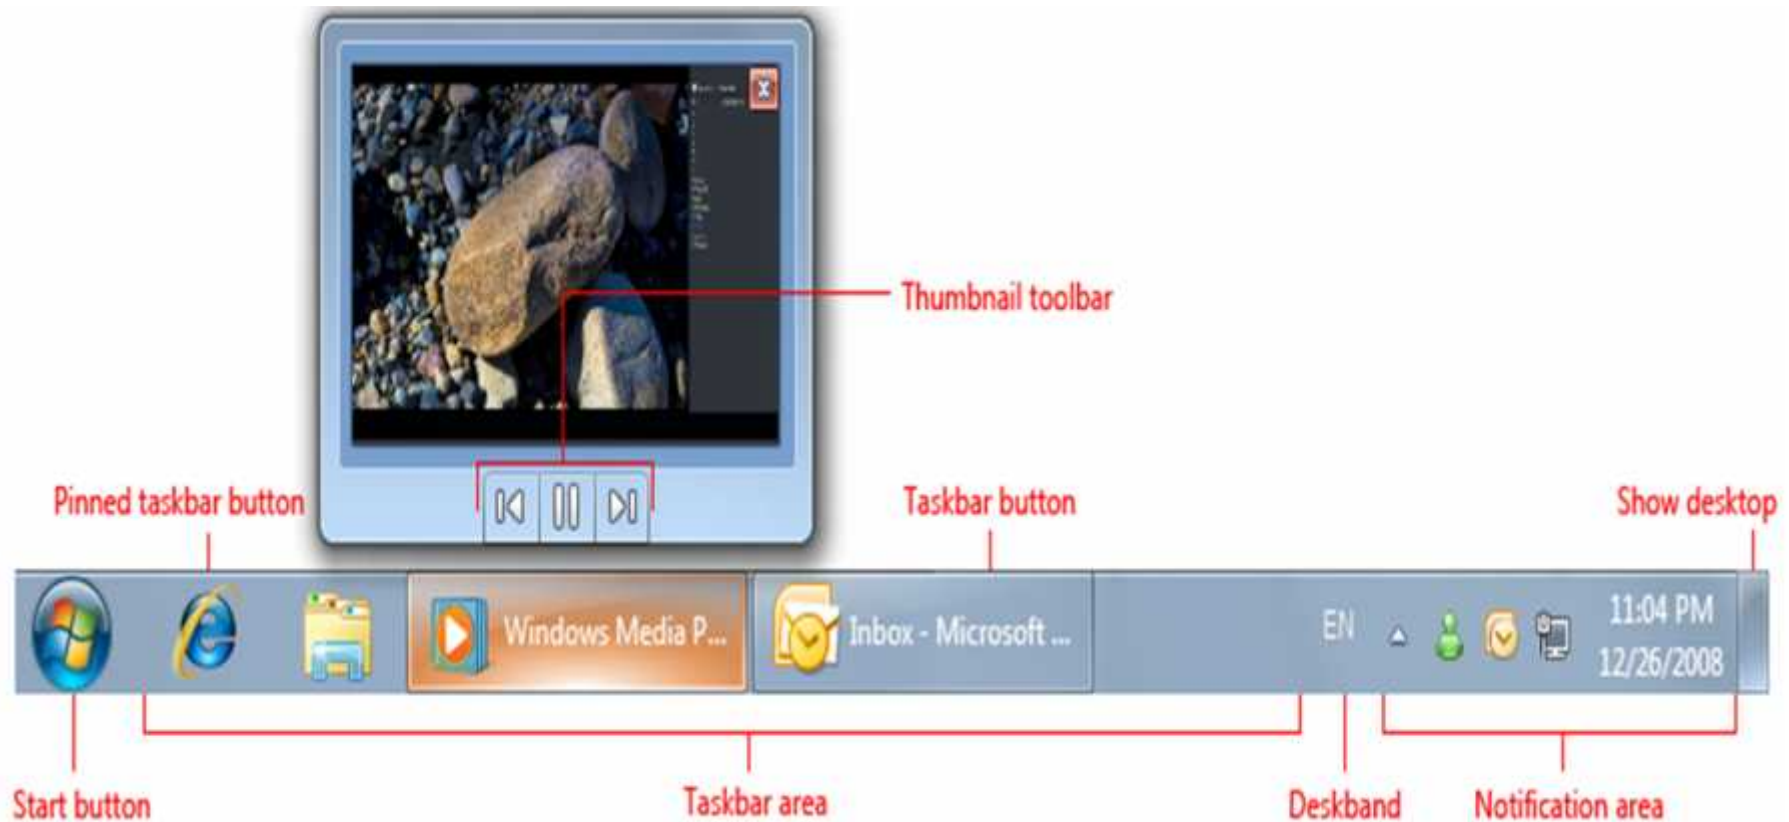 Thumbnail toolbar
Pinned taskbar button
Taskbar button
Show desktop
Windows Media P...
Inbox - Microsoft ...
EN
11:04 PM
12/26/2008
Start button
Taskbar area
Deskband
Notification area